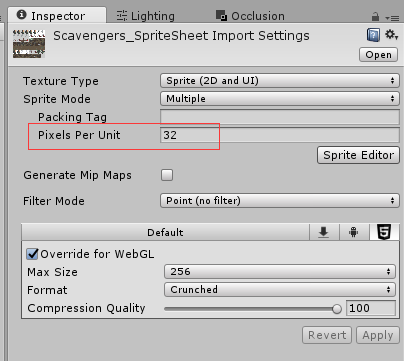 Inspector Lighting Occlusion
Scavengers_SpriteSheet Import Settings
Open
Texture Type Sprite (2D and UI)
Sprite Mode Multiple
Packing Tag
Pixels Per Unit 32
Sprite Editor
Generate Mip Maps
Filter Mode Point (no filter)
Default
Override for WebGL
Max Size 256
Format Crunched
Compression Quality 100
Revert Apply